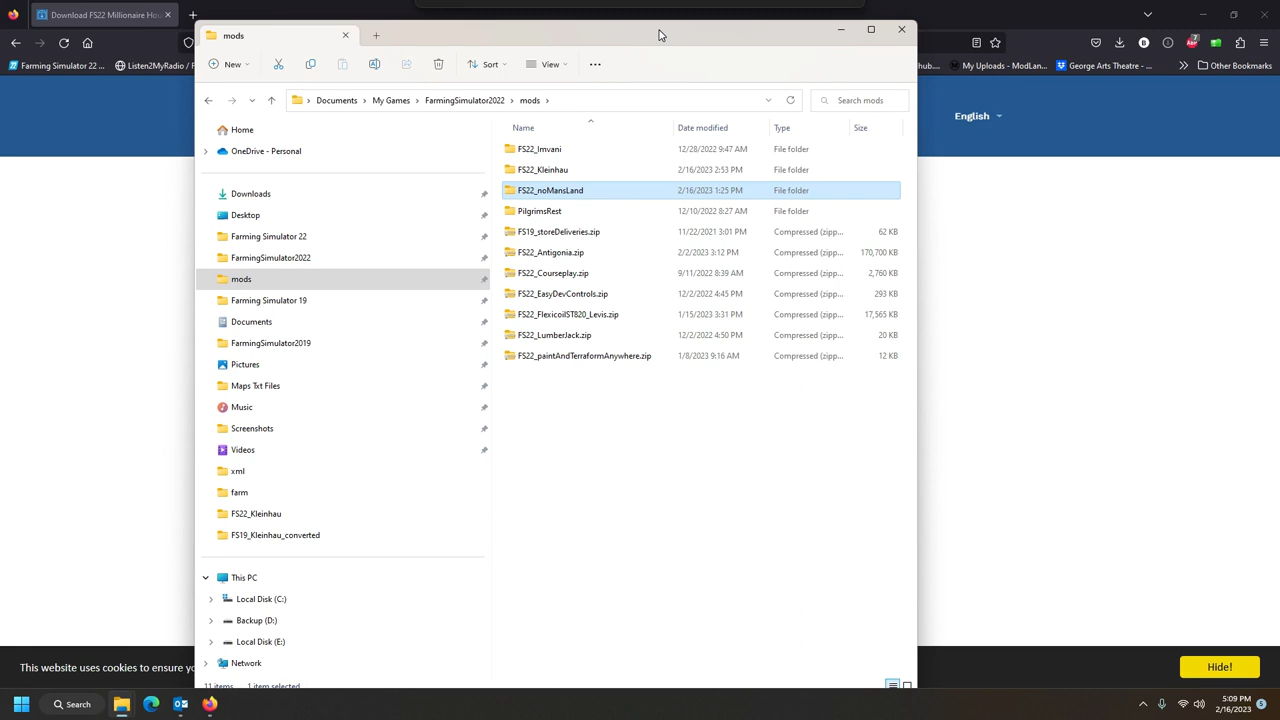 Download FS22 Millionaire Hou
mods
Farming Simulator 22 ...
Listen2MyRadio / F
hub...
My Uploads - ModLan...
George Arts Theatre - ...
Other Bookmarks
New
Sort
View
Documents > My Games > FarmingSimulator2022 > mods >
Search mods
English
Name Date modified Type Size
Home
OneDrive - Personal
Downloads
Desktop
Farming Simulator 22
FarmingSimulator2022
mods
Farming Simulator 19
Documents
FarmingSimulator2019
Pictures
Maps Txt Files
Music
Screenshots
Videos
xml
farm
FS22_Kleinhau
FS19_Kleinhau_converted
This PC
Local Disk (C:)
Backup (D:)
Local Disk (E:)
Network
FS22_Imvani 12/28/2022 9:47 AM File folder
FS22_Kleinhau 2/16/2023 2:53 PM File folder
FS22_noMansLand 2/16/2023 1:25 PM File folder
PilgrimsRest 12/10/2022 8:27 AM File folder
FS19_storeDeliveries.zip 11/22/2021 3:01 PM Compressed (zipp... 62 KB
FS22_Antigonia.zip 2/2/2023 3:12 PM Compressed (zipp... 170,700 KB
FS22_Courseplay.zip 9/11/2022 8:39 AM Compressed (zipp... 2,760 KB
FS22_EasyDevControls.zip 12/2/2022 4:45 PM Compressed (zipp... 293 KB
FS22_FlexicoilST820_Levis.zip 1/15/2023 3:31 PM Compressed (zipp... 17,565 KB
FS22_LumberJack.zip 12/2/2022 4:50 PM Compressed (zipp... 20 KB
FS22_paintAndTerraformAnywhere.zip 1/8/2023 9:16 AM Compressed (zipp... 12 KB
11 items 1 item selected
This website uses cookies to ensure yo
Hide!
Search
5:09 PM
2/16/2023
5